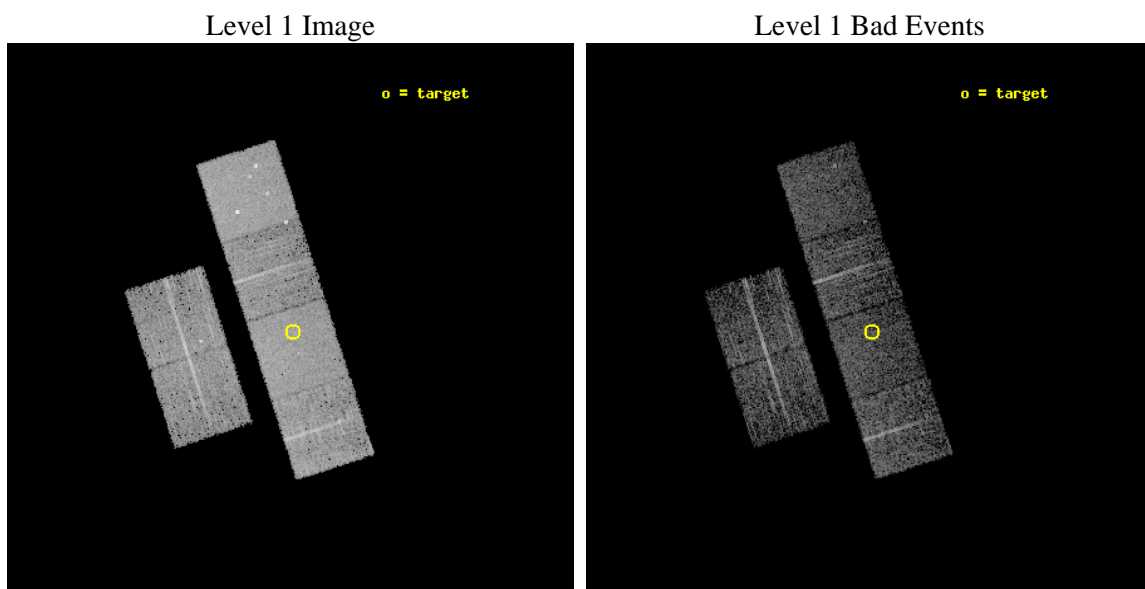 Level 1 Image
Level 1 Bad Events
o = target
o = target